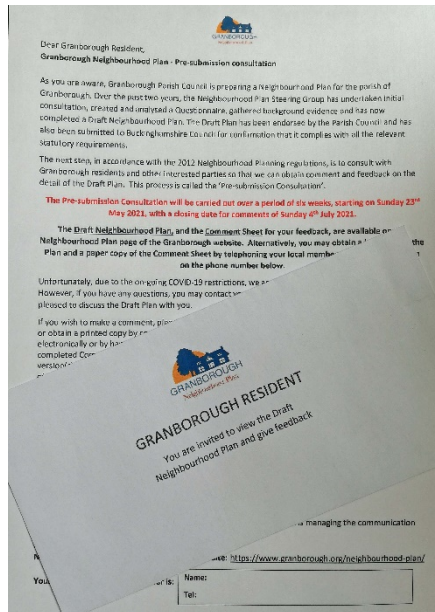 GRANBOROUGH
Dear Granborough Resident,
Granborough Neighbourhood Plan - Pre-submission consultation
As you are aware, Granborough Parish Council is preparing a Neighbourhood Plan for the parish of
Granborough. Over the past two years, the Neighbourhood Plan Steering Group has undertaken initial
consultation, created and analysed a Questionnaire, gathered background evidence and has now
completed a Draft Neighbourhood Plan. The Draft Plan has been endorsed by the Parish Council and has
also been submitted to Buckinghamshire Council for confirmation that it complies with all the relevant
statutory requirements.
The next step, in accordance with the 2012 Neighbourhood Planning regulations, is to consult with
Granborough residents and other interested parties so that we can obtain comment and feedback on the
detail of the Draft Plan. This process is called the 'Pre-submission Consultation'.
The Pre-submission Consultation will be carried out over a period of six weeks, starting on Sunday 23rd
May 2021, with a closing date for comments of Sunday 4th July 2021.
The Draft Neighbourhood Plan, and the Comment Sheet for your feedback, are available on
Neighbourhood Plan page of the Granborough website. Alternatively, you may obtain a the
Plan and a paper copy of the Comment Sheet by telephoning your local
on the phone number below.
Unfortunately, due to the on-going COVID-19 restrictions, we
However, if you have any questions, you may contact
pleased to discuss the Draft Plan with you.
If you wish to make a comment,
or obtain a printed copy by
electronically or by
completed
GRANBOROUGH
Neighbourhood Plan
GRANBOROUGH RESIDENT
You are invited to view the Draft
Neighbourhood Plan and give feedback
managing the communication
https://www.granborough.org/neighbourhood-plan/
You is: Name:
Tel: